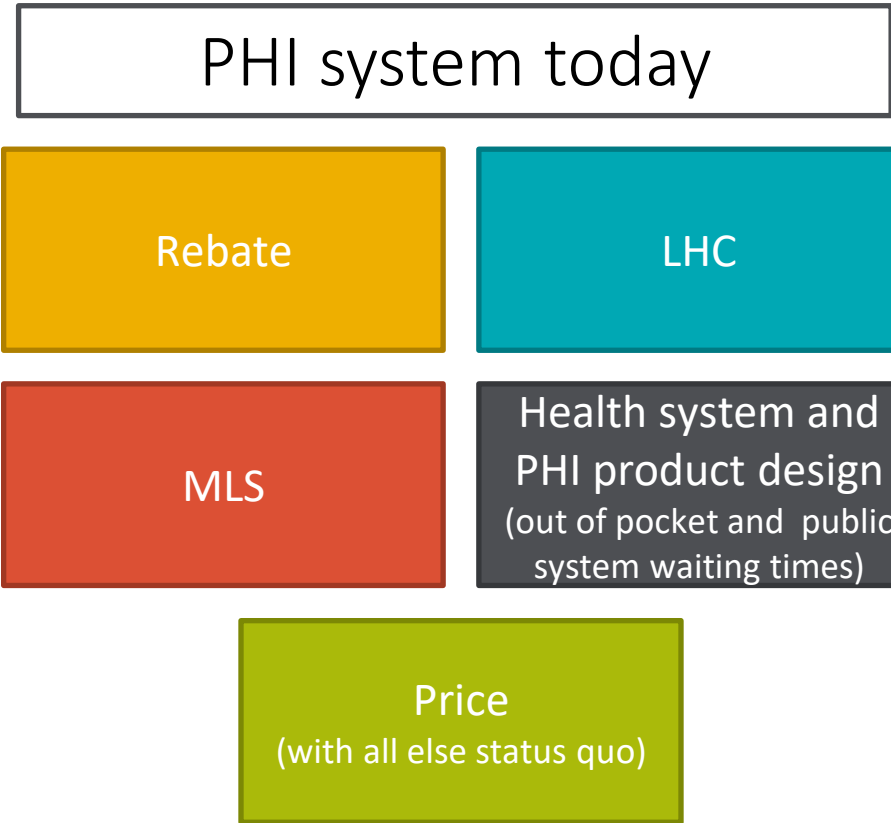 PHI system today
Rebate
LHC
MLS
Health system and
PHI product design
(out of pocket and public
system waiting times)
Price
(with all else status quo)